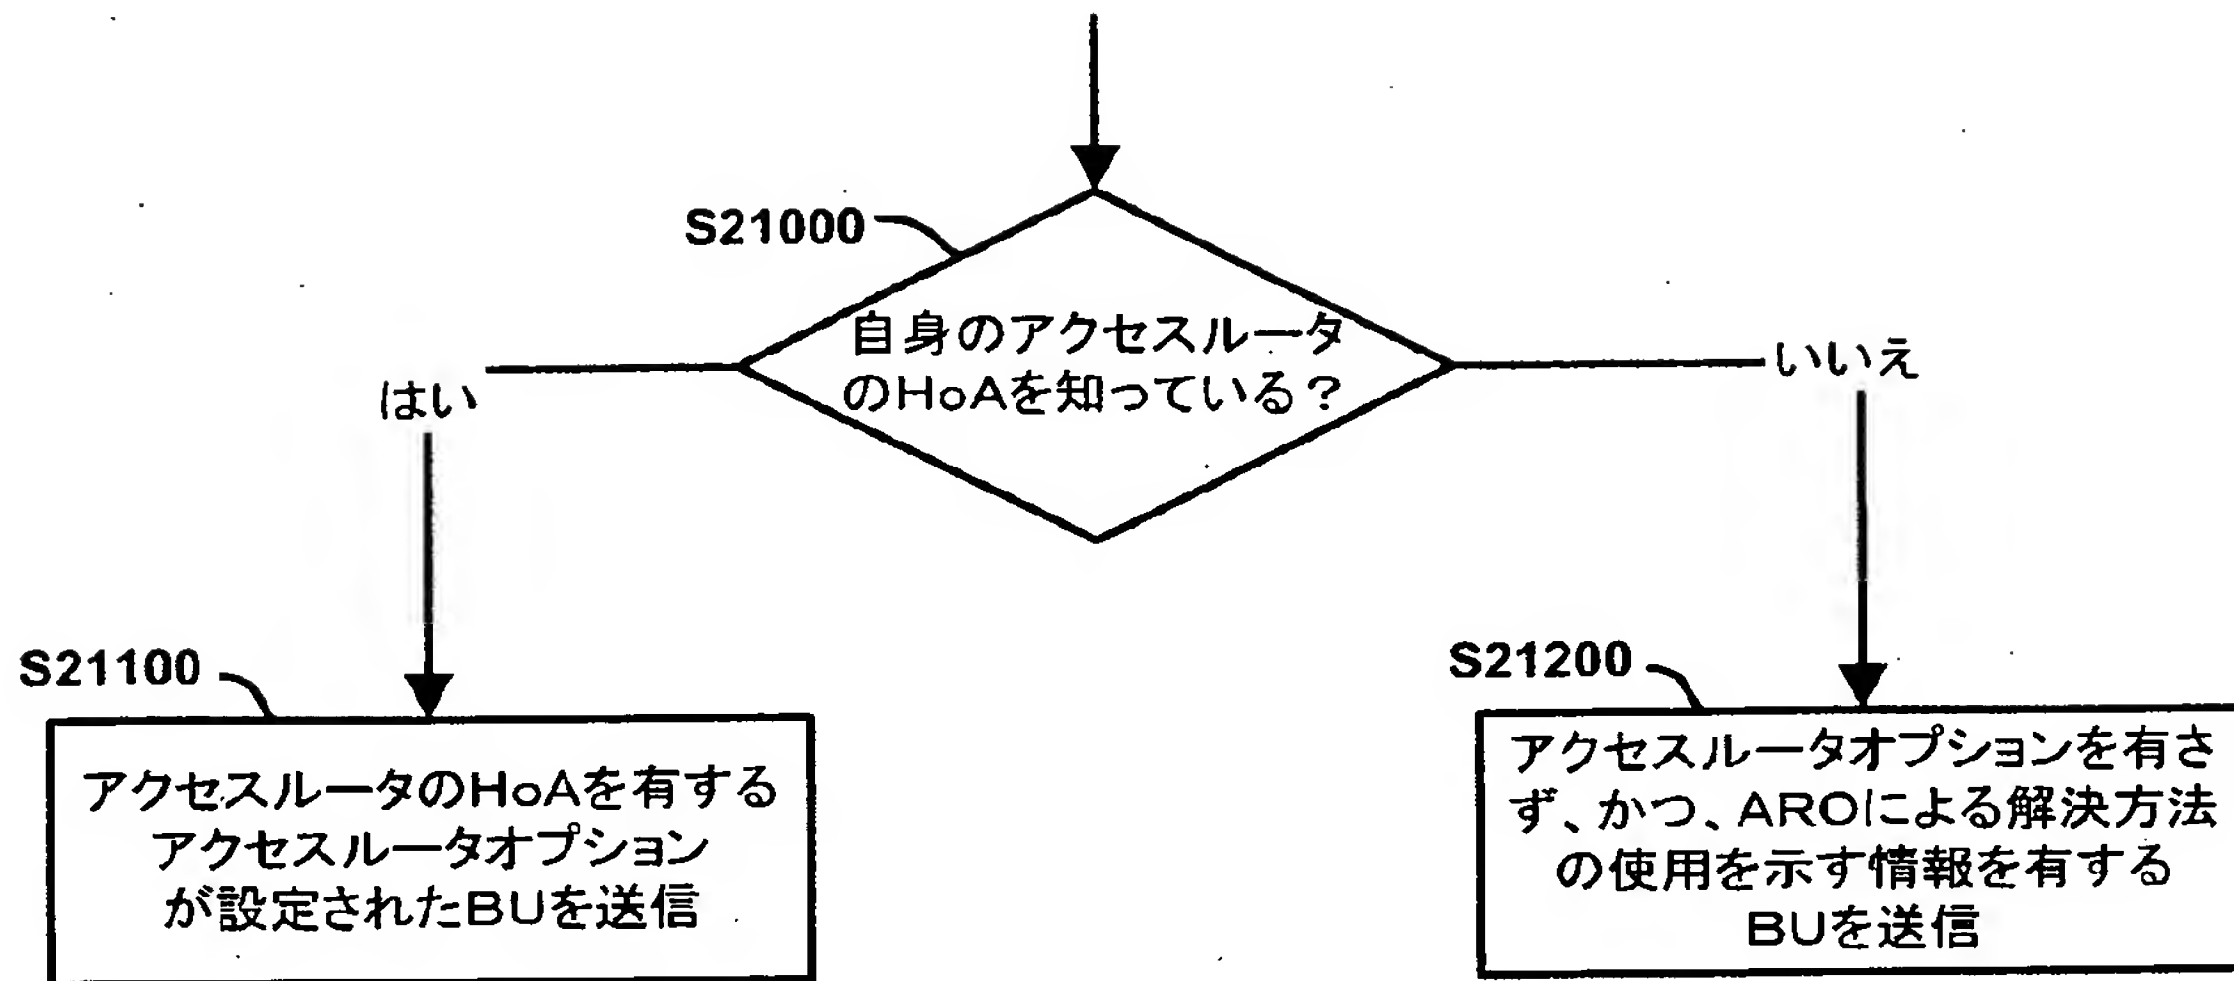 S21000
自身のアクセスルータ
のHoAを知っている？
はい
いいえ
S21100
アクセスルータのHoAを有する
アクセスルータオプション
が設定されたBUを送信
S21200
アクセスルータオプションを有さ
ず、かつ、AROによる解決方法
の使用を示す情報を有する
BUを送信